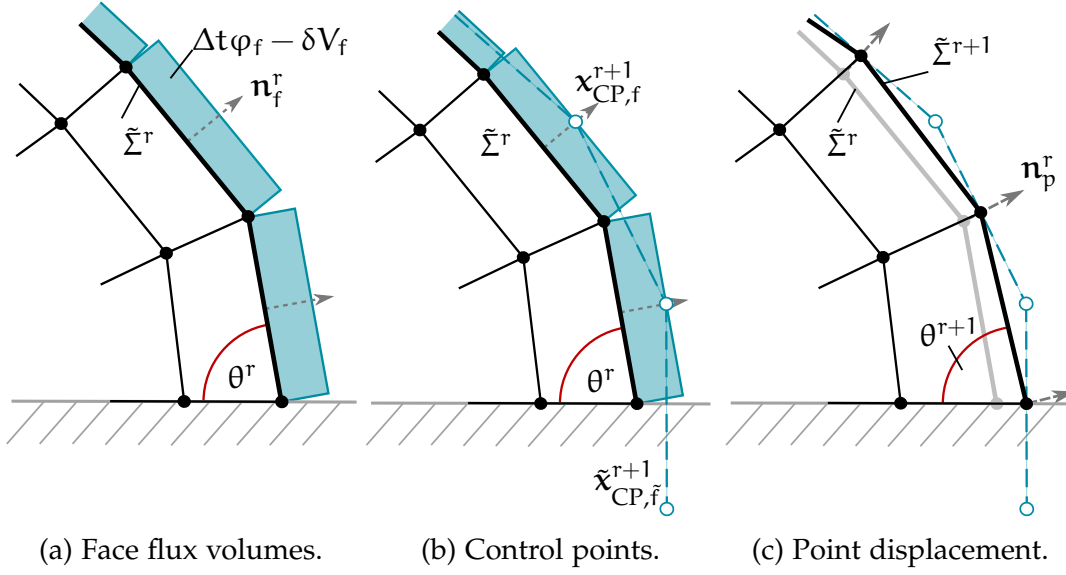 Δtφ_f − δV_f
n_f^r
Σ̃^r
θ^r
(a) Face flux volumes.
x_{CP,f}^{r+1}
Σ̃^r
θ^r
x̃_{CP,f̃}^{r+1}
(b) Control points.
Σ̃^{r+1}
Σ̃^r
n_p^r
θ^{r+1}
(c) Point displacement.